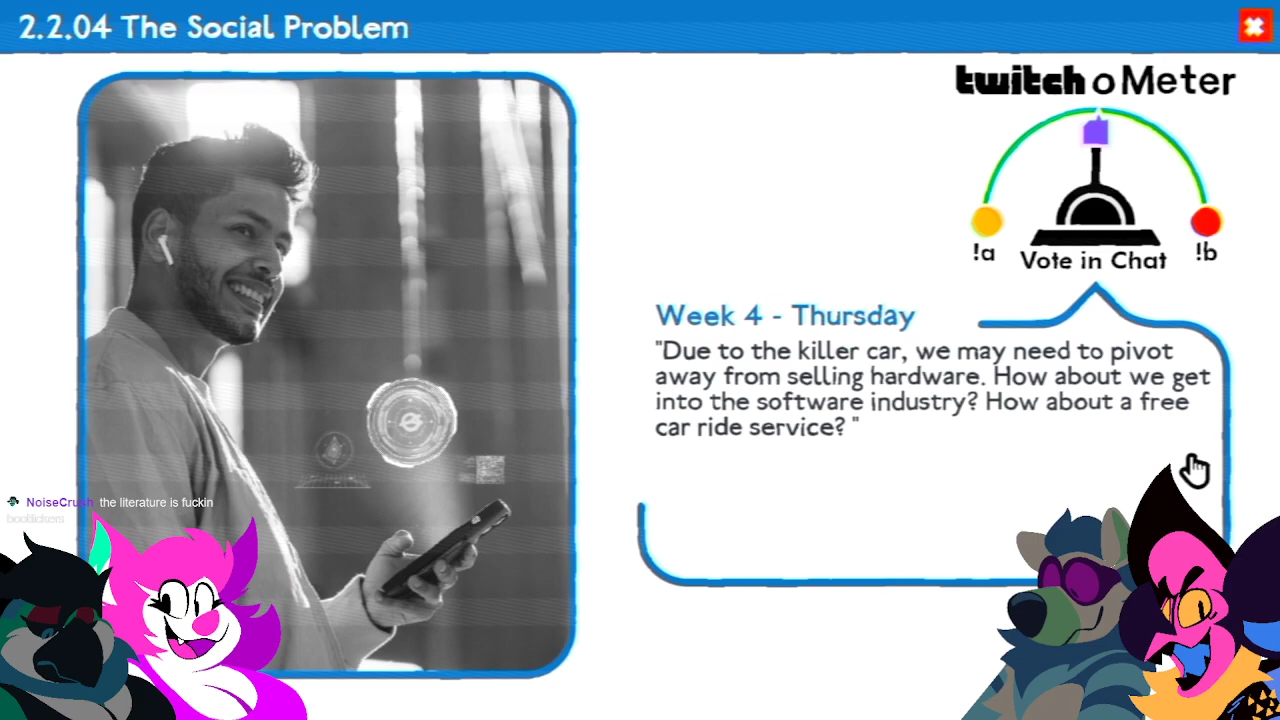 2.2.04 The Social Problem
twitch o Meter
!a
Vote in Chat
!b
Week 4 - Thursday
"Due to the killer car, we may need to pivot
away from selling hardware. How about we get
into the software industry? How about a free
car ride service? "
NoiseCrush the literature is fuckin
bootlickers